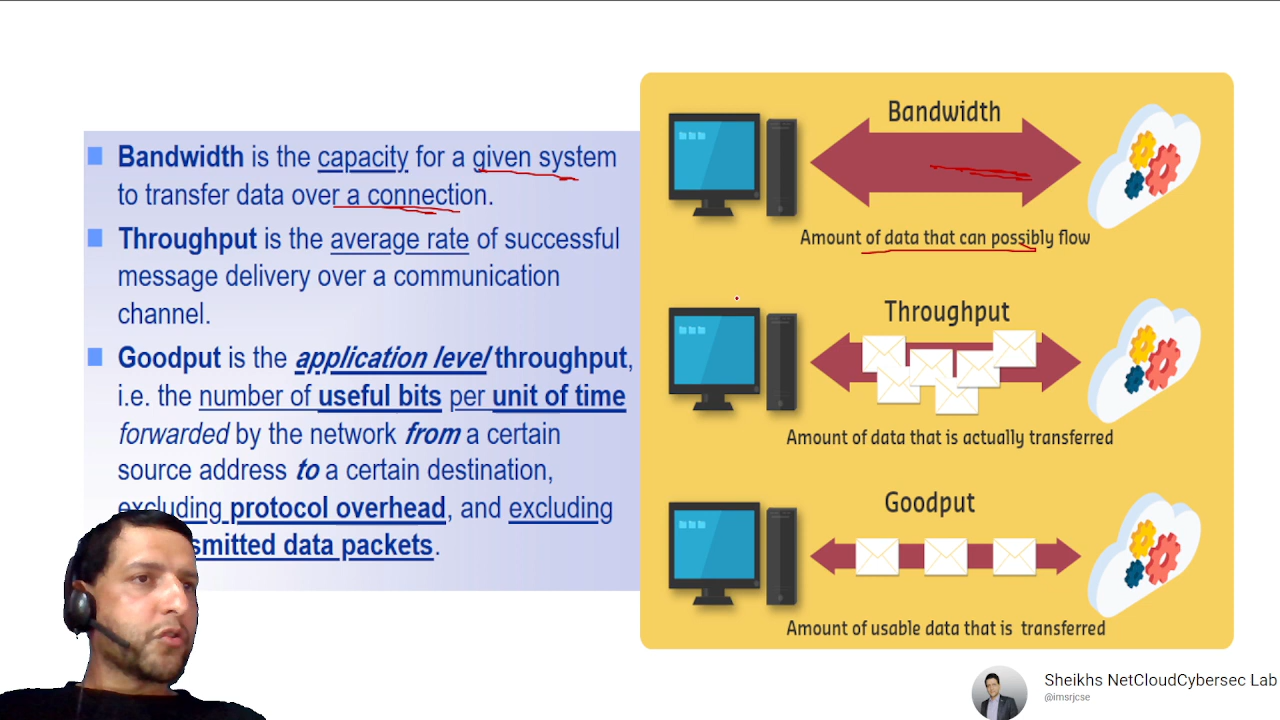 Bandwidth is the capacity for a given system
to transfer data over a connection.
Throughput is the average rate of successful
message delivery over a communication
channel.
Goodput is the application level throughput,
i.e. the number of useful bits per unit of time
forwarded by the network from a certain
source address to a certain destination,
excluding protocol overhead, and excluding
smitted data packets.
Bandwidth
Amount of data that can possibly flow
Throughput
Amount of data that is actually transferred
Goodput
Amount of usable data that is transferred
Sheikhs NetCloudCybersec Lab
@imsrjcse